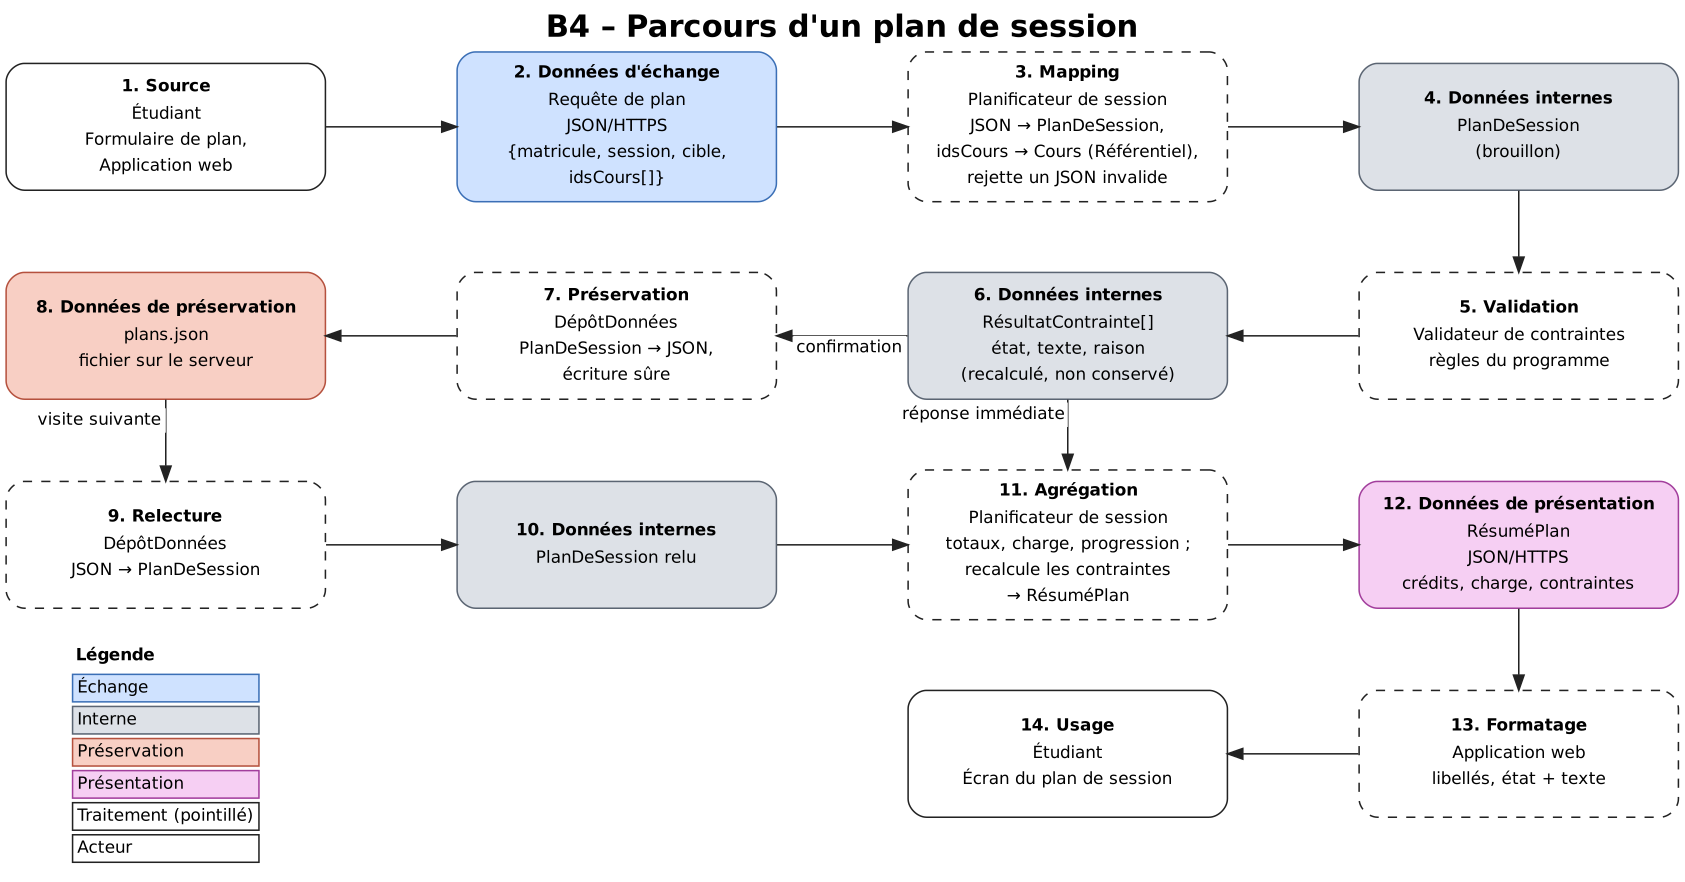 B4 – Parcours d'un plan de session
1. Source
Étudiant
Formulaire de plan,
Application web
2. Données d'échange
Requête de plan
JSON/HTTPS
{matricule, session, cible,
idsCours[]}
3. Mapping
Planificateur de session
JSON → PlanDeSession,
idsCours → Cours (Référentiel),
rejette un JSON invalide
4. Données internes
PlanDeSession
(brouillon)
8. Données de préservation
plans.json
fichier sur le serveur
7. Préservation
DépôtDonnées
PlanDeSession → JSON,
écriture sûre
confirmation
6. Données internes
RésultatContrainte[]
état, texte, raison
(recalculé, non conservé)
5. Validation
Validateur de contraintes
règles du programme
visite suivante
réponse immédiate
9. Relecture
DépôtDonnées
JSON → PlanDeSession
10. Données internes
PlanDeSession relu
11. Agrégation
Planificateur de session
totaux, charge, progression ;
recalcule les contraintes
→ RésuméPlan
12. Données de présentation
RésuméPlan
JSON/HTTPS
crédits, charge, contraintes
Légende
Échange
Interne
Préservation
Présentation
Traitement (pointillé)
Acteur
14. Usage
Étudiant
Écran du plan de session
13. Formatage
Application web
libellés, état + texte